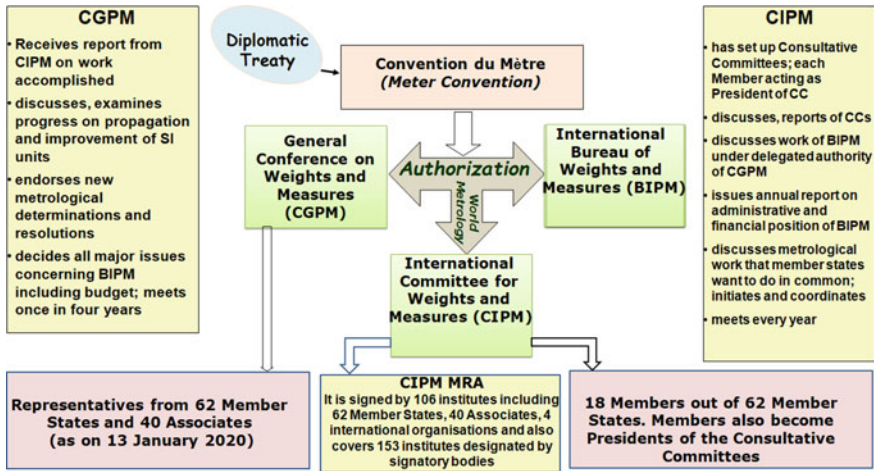 CGPM
• Receives report from
CIPM on work
accomplished
• discusses, examines
progress on propagation
and improvement of SI
units
• endorses new
metrological
determinations and
resolutions
• decides all major issues
concerning BIPM
including budget; meets
once in four years
Diplomatic
Treaty
Convention du Mètre
(Meter Convention)
General
Conference on
Weights and
Measures
(CGPM)
Authorization
World
Metrology
International
Bureau of
Weights and
Measures (BIPM)
International
Committee for
Weights and
Measures (CIPM)
CIPM
• has set up Consultative
Committees; each
Member acting as
President of CC
• discusses, reports of CCs
• discusses work of BIPM
under delegated authority
of CGPM
• issues annual report on
administrative and
financial position of BIPM
• discusses metrological
work that member states
want to do in common;
initiates and coordinates
• meets every year
Representatives from 62 Member
States and 40 Associates
(as on 13 January 2020)
CIPM MRA
It is signed by 106 institutes including
62 Member States, 40 Associates, 4
international organisations and also
covers 153 institutes designated by
signatory bodies
18 Members out of 62 Member
States. Members also become
Presidents of the Consultative
Committees